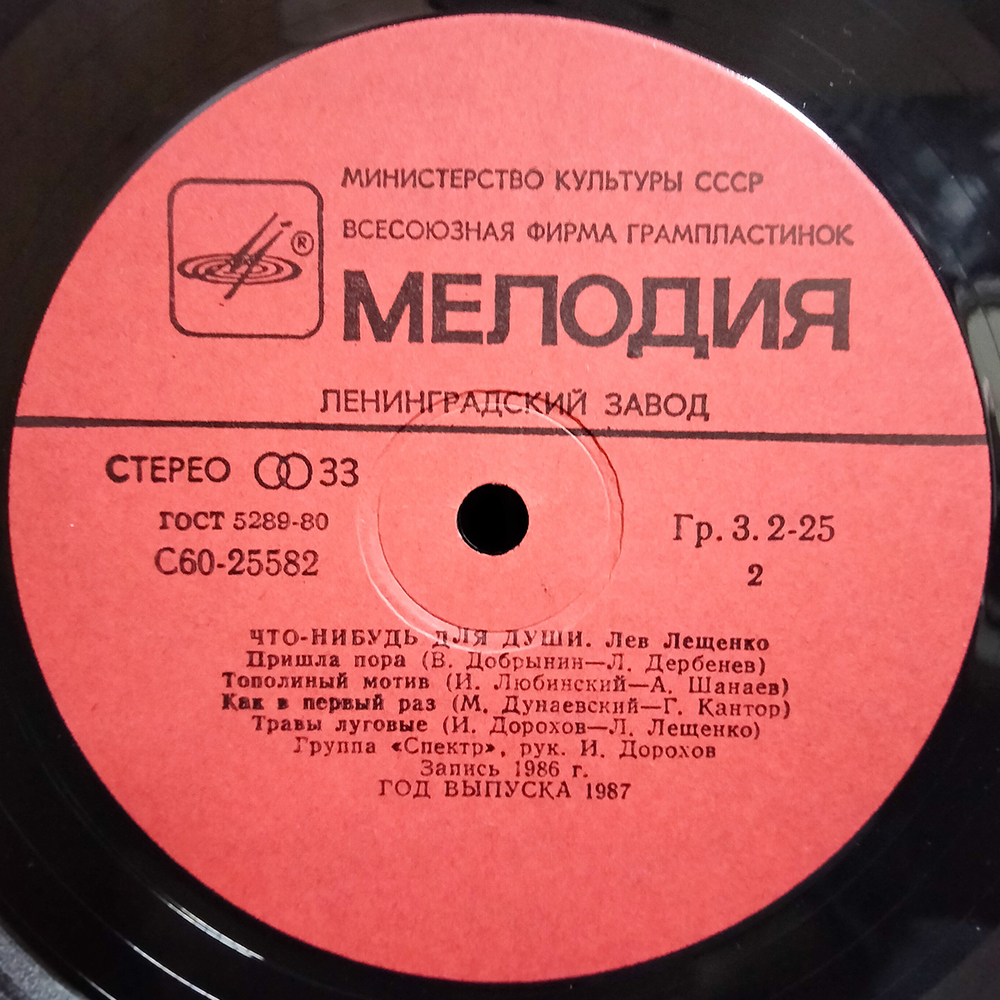 МИНИСТЕРСТВО КУЛЬТУРЫ СССР
ВСЕСОЮЗНАЯ ФИРМА ГРАМПЛАСТИНОК
®
МЕЛОДИЯ
ЛЕНИНГРАДСКИЙ ЗАВОД
СТЕРЕО 33
ГОСТ 5289-80
С60-25582
Гр. 3. 2-25
2
ЧТО-НИБУДЬ ДЛЯ ДУШИ. Лев Лещенко
Пришла пора (В. Добрынин—Л. Дербенев)
Тополиный мотив (И. Любинский—А. Шанаев)
Как в первый раз (М. Дунаевский—Г. Кантор)
Травы луговые (И. Дорохов—Л. Лещенко)
Группа «Спектр», рук. И. Дорохов
Запись 1986 г.
ГОД ВЫПУСКА 1987